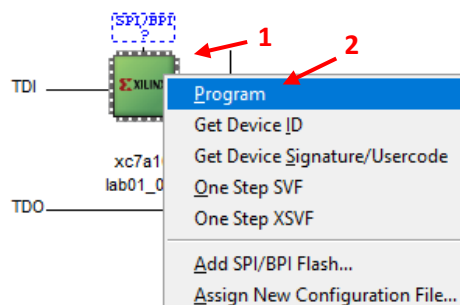 SPI/BPI
?
1
2
TDI
XILINX
Program
Get Device ID
Get Device Signature/Usercode
xc7a1
One Step SVF
lab01_0
TDO
One Step XSVF
Add SPI/BPI Flash...
Assign New Configuration File...